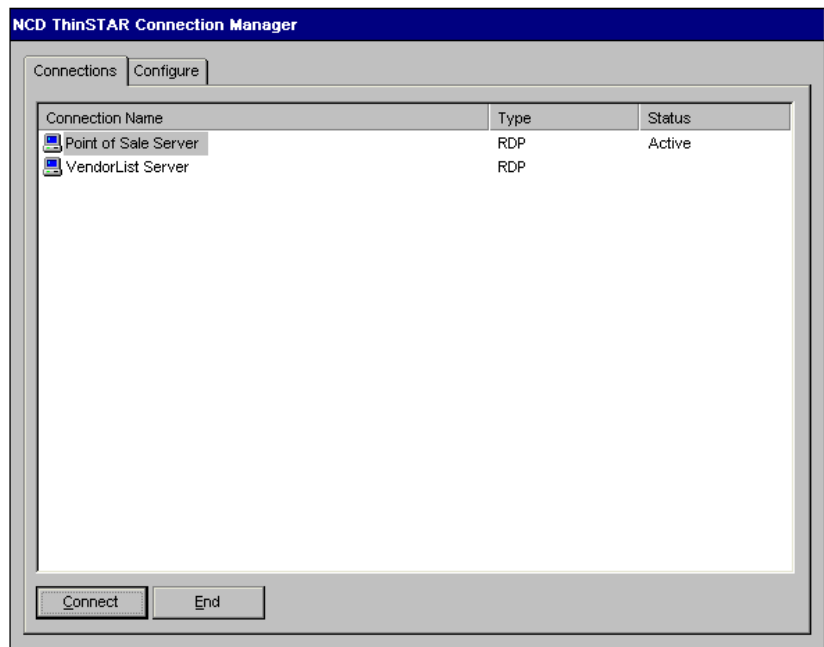 NCD ThinSTAR Connection Manager
Connections Configure
Connection Name Type Status
Point of Sale Server RDP Active
VendorList Server RDP
Connect End